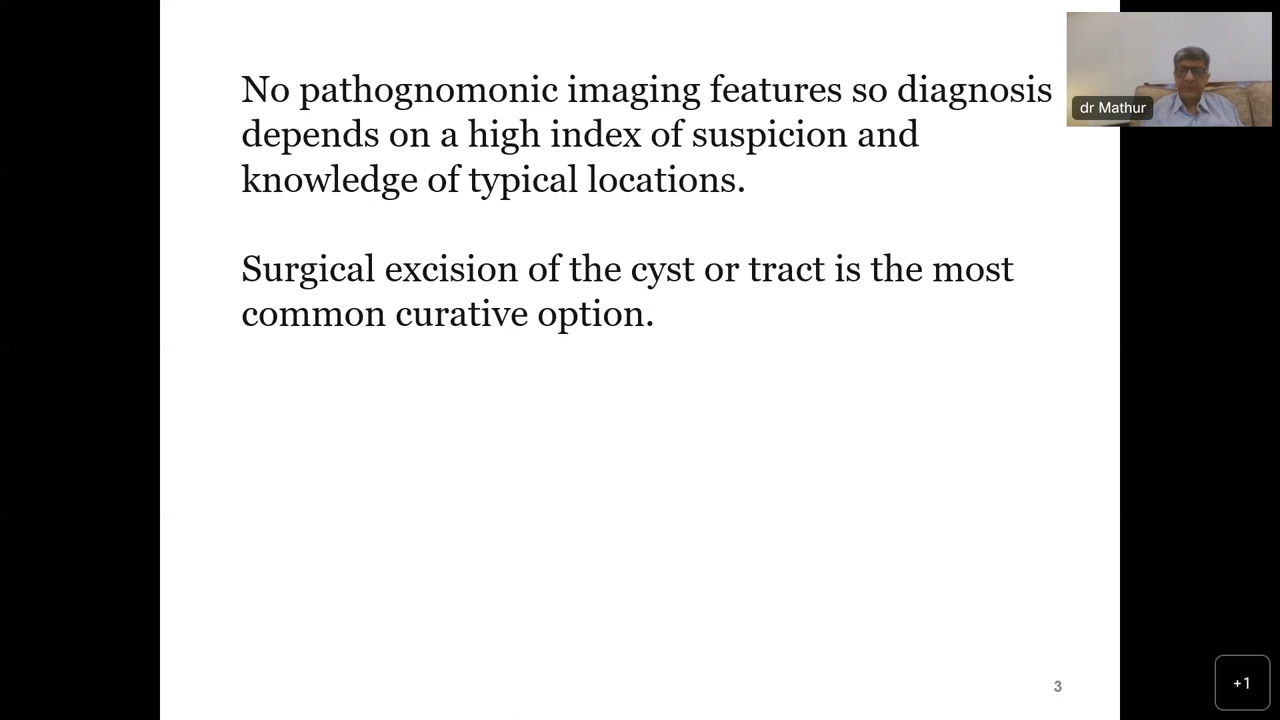 No pathognomonic imaging features so diagnosis
depends on a high index of suspicion and
knowledge of typical locations.
Surgical excision of the cyst or tract is the most
common curative option.
dr Mathur
3
+1